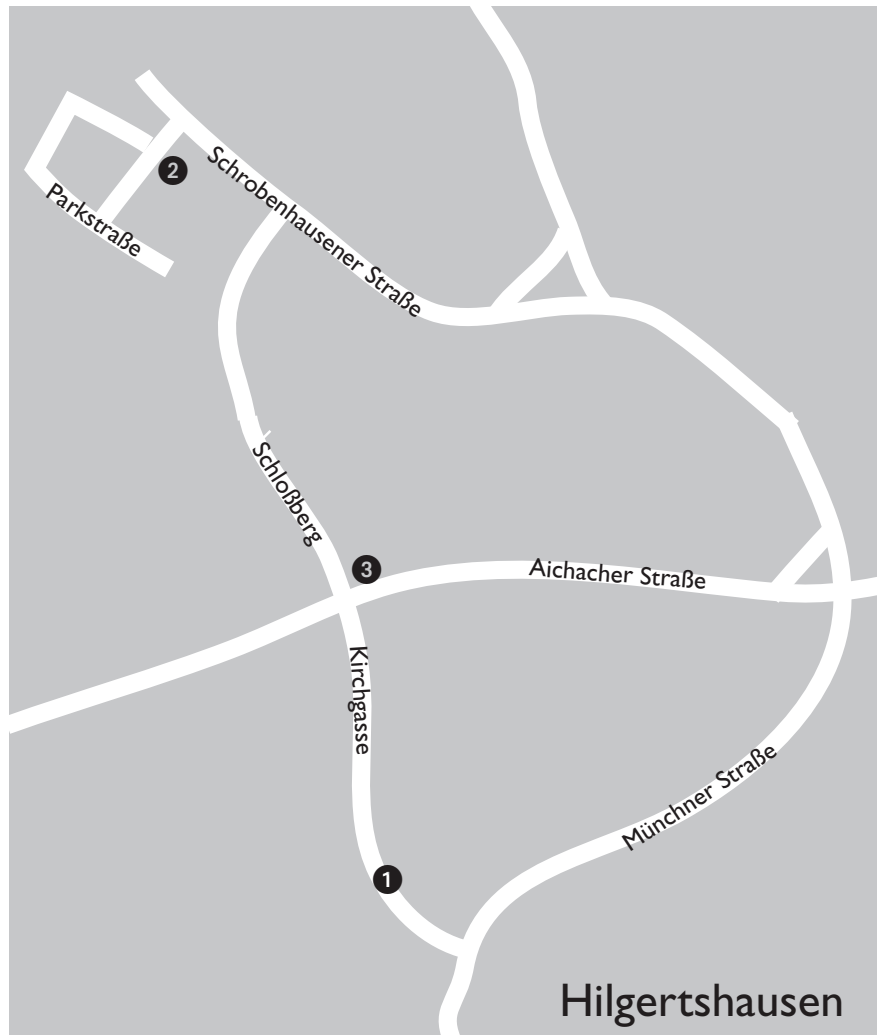 2
Schrobenhausener Straße
Parkstraße
Schloßberg
3
Aichacher Straße
Kirchgasse
Münchner Straße
1
Hilgertshausen